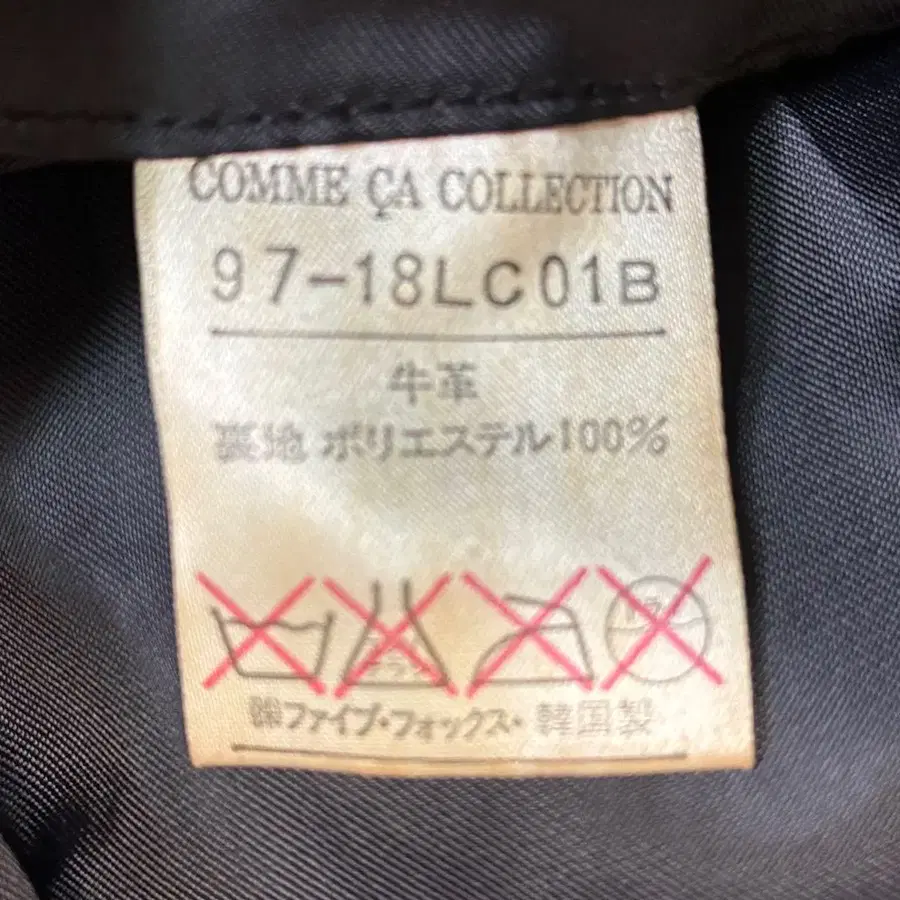 COMME ÇA COLLECTION
97-18LC01B
牛革
裏地 ポリエステル100%
㈱ファイブ・フォックス・韓国製